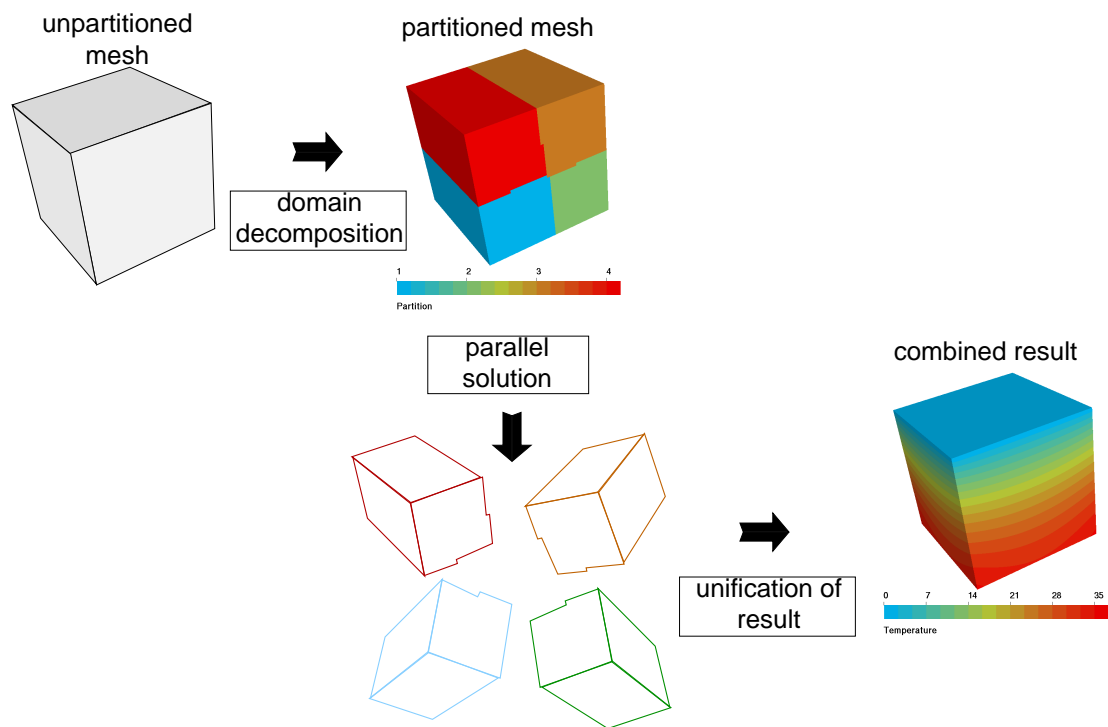 unpartitioned
mesh
partitioned mesh
domain
decomposition
1 2 3 4
Partition
parallel
solution
combined result
unification of
result
0 7 14 21 28 35
Temperature